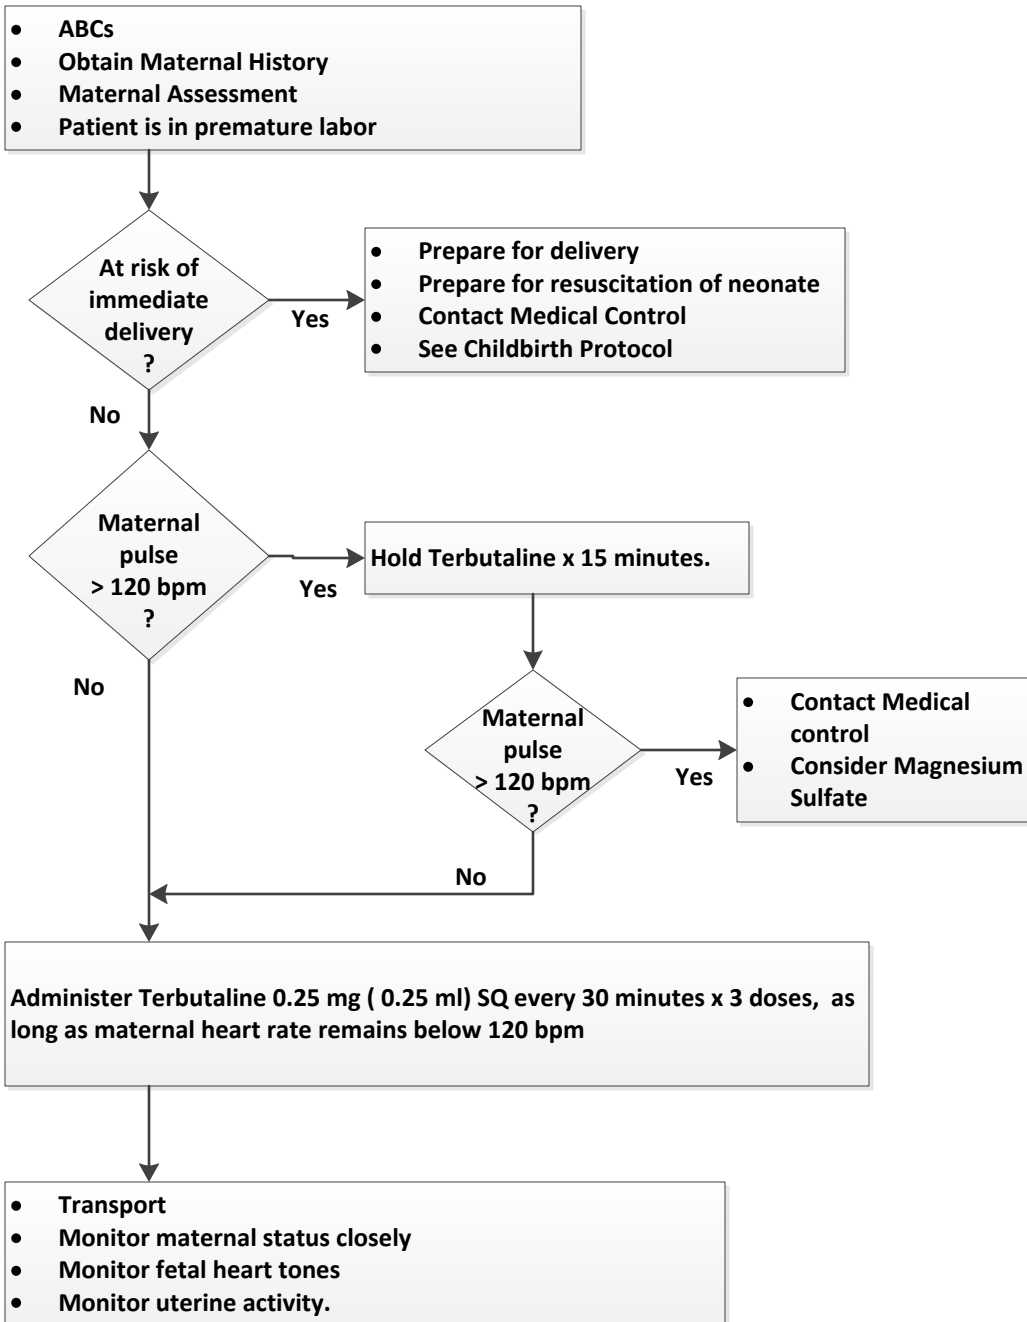 • ABCs
• Obtain Maternal History
• Maternal Assessment
• Patient is in premature labor
At risk of
immediate
delivery
?
Yes
• Prepare for delivery
• Prepare for resuscitation of neonate
• Contact Medical Control
• See Childbirth Protocol
No
Maternal
pulse
> 120 bpm
?
Yes
Hold Terbutaline x 15 minutes.
No
Maternal
pulse
> 120 bpm
?
Yes
• Contact Medical
control
• Consider Magnesium
Sulfate
No
Administer Terbutaline 0.25 mg ( 0.25 ml) SQ every 30 minutes x 3 doses,  as
long as maternal heart rate remains below 120 bpm
• Transport
• Monitor maternal status closely
• Monitor fetal heart tones
• Monitor uterine activity.